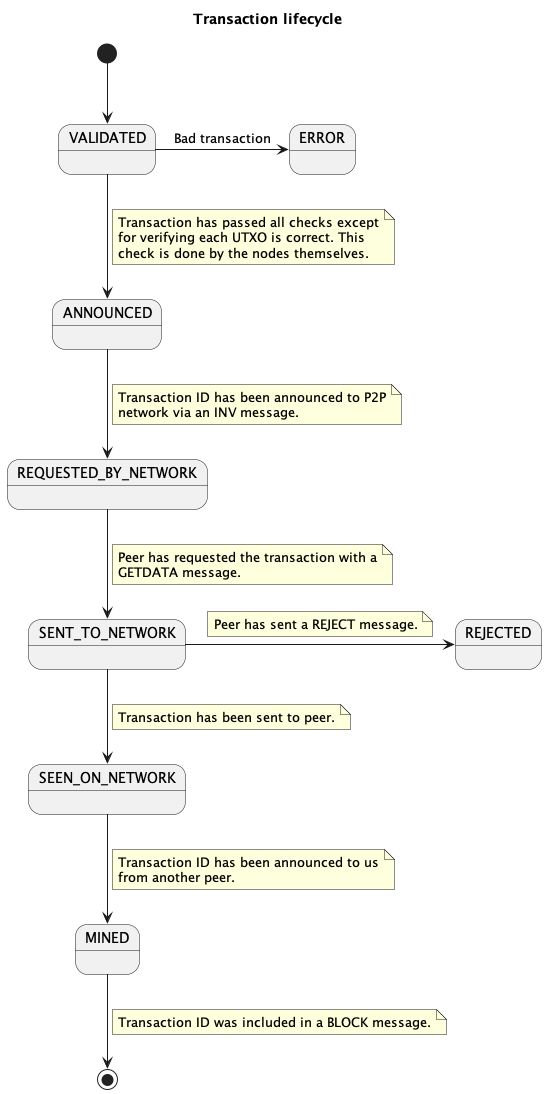 Transaction lifecycle
VALIDATED
Bad transaction
ERROR
Transaction has passed all checks except
for verifying each UTXO is correct. This
check is done by the nodes themselves.
ANNOUNCED
Transaction ID has been announced to P2P
network via an INV message.
REQUESTED_BY_NETWORK
Peer has requested the transaction with a
GETDATA message.
SENT_TO_NETWORK
Peer has sent a REJECT message.
REJECTED
Transaction has been sent to peer.
SEEN_ON_NETWORK
Transaction ID has been announced to us
from another peer.
MINED
Transaction ID was included in a BLOCK message.